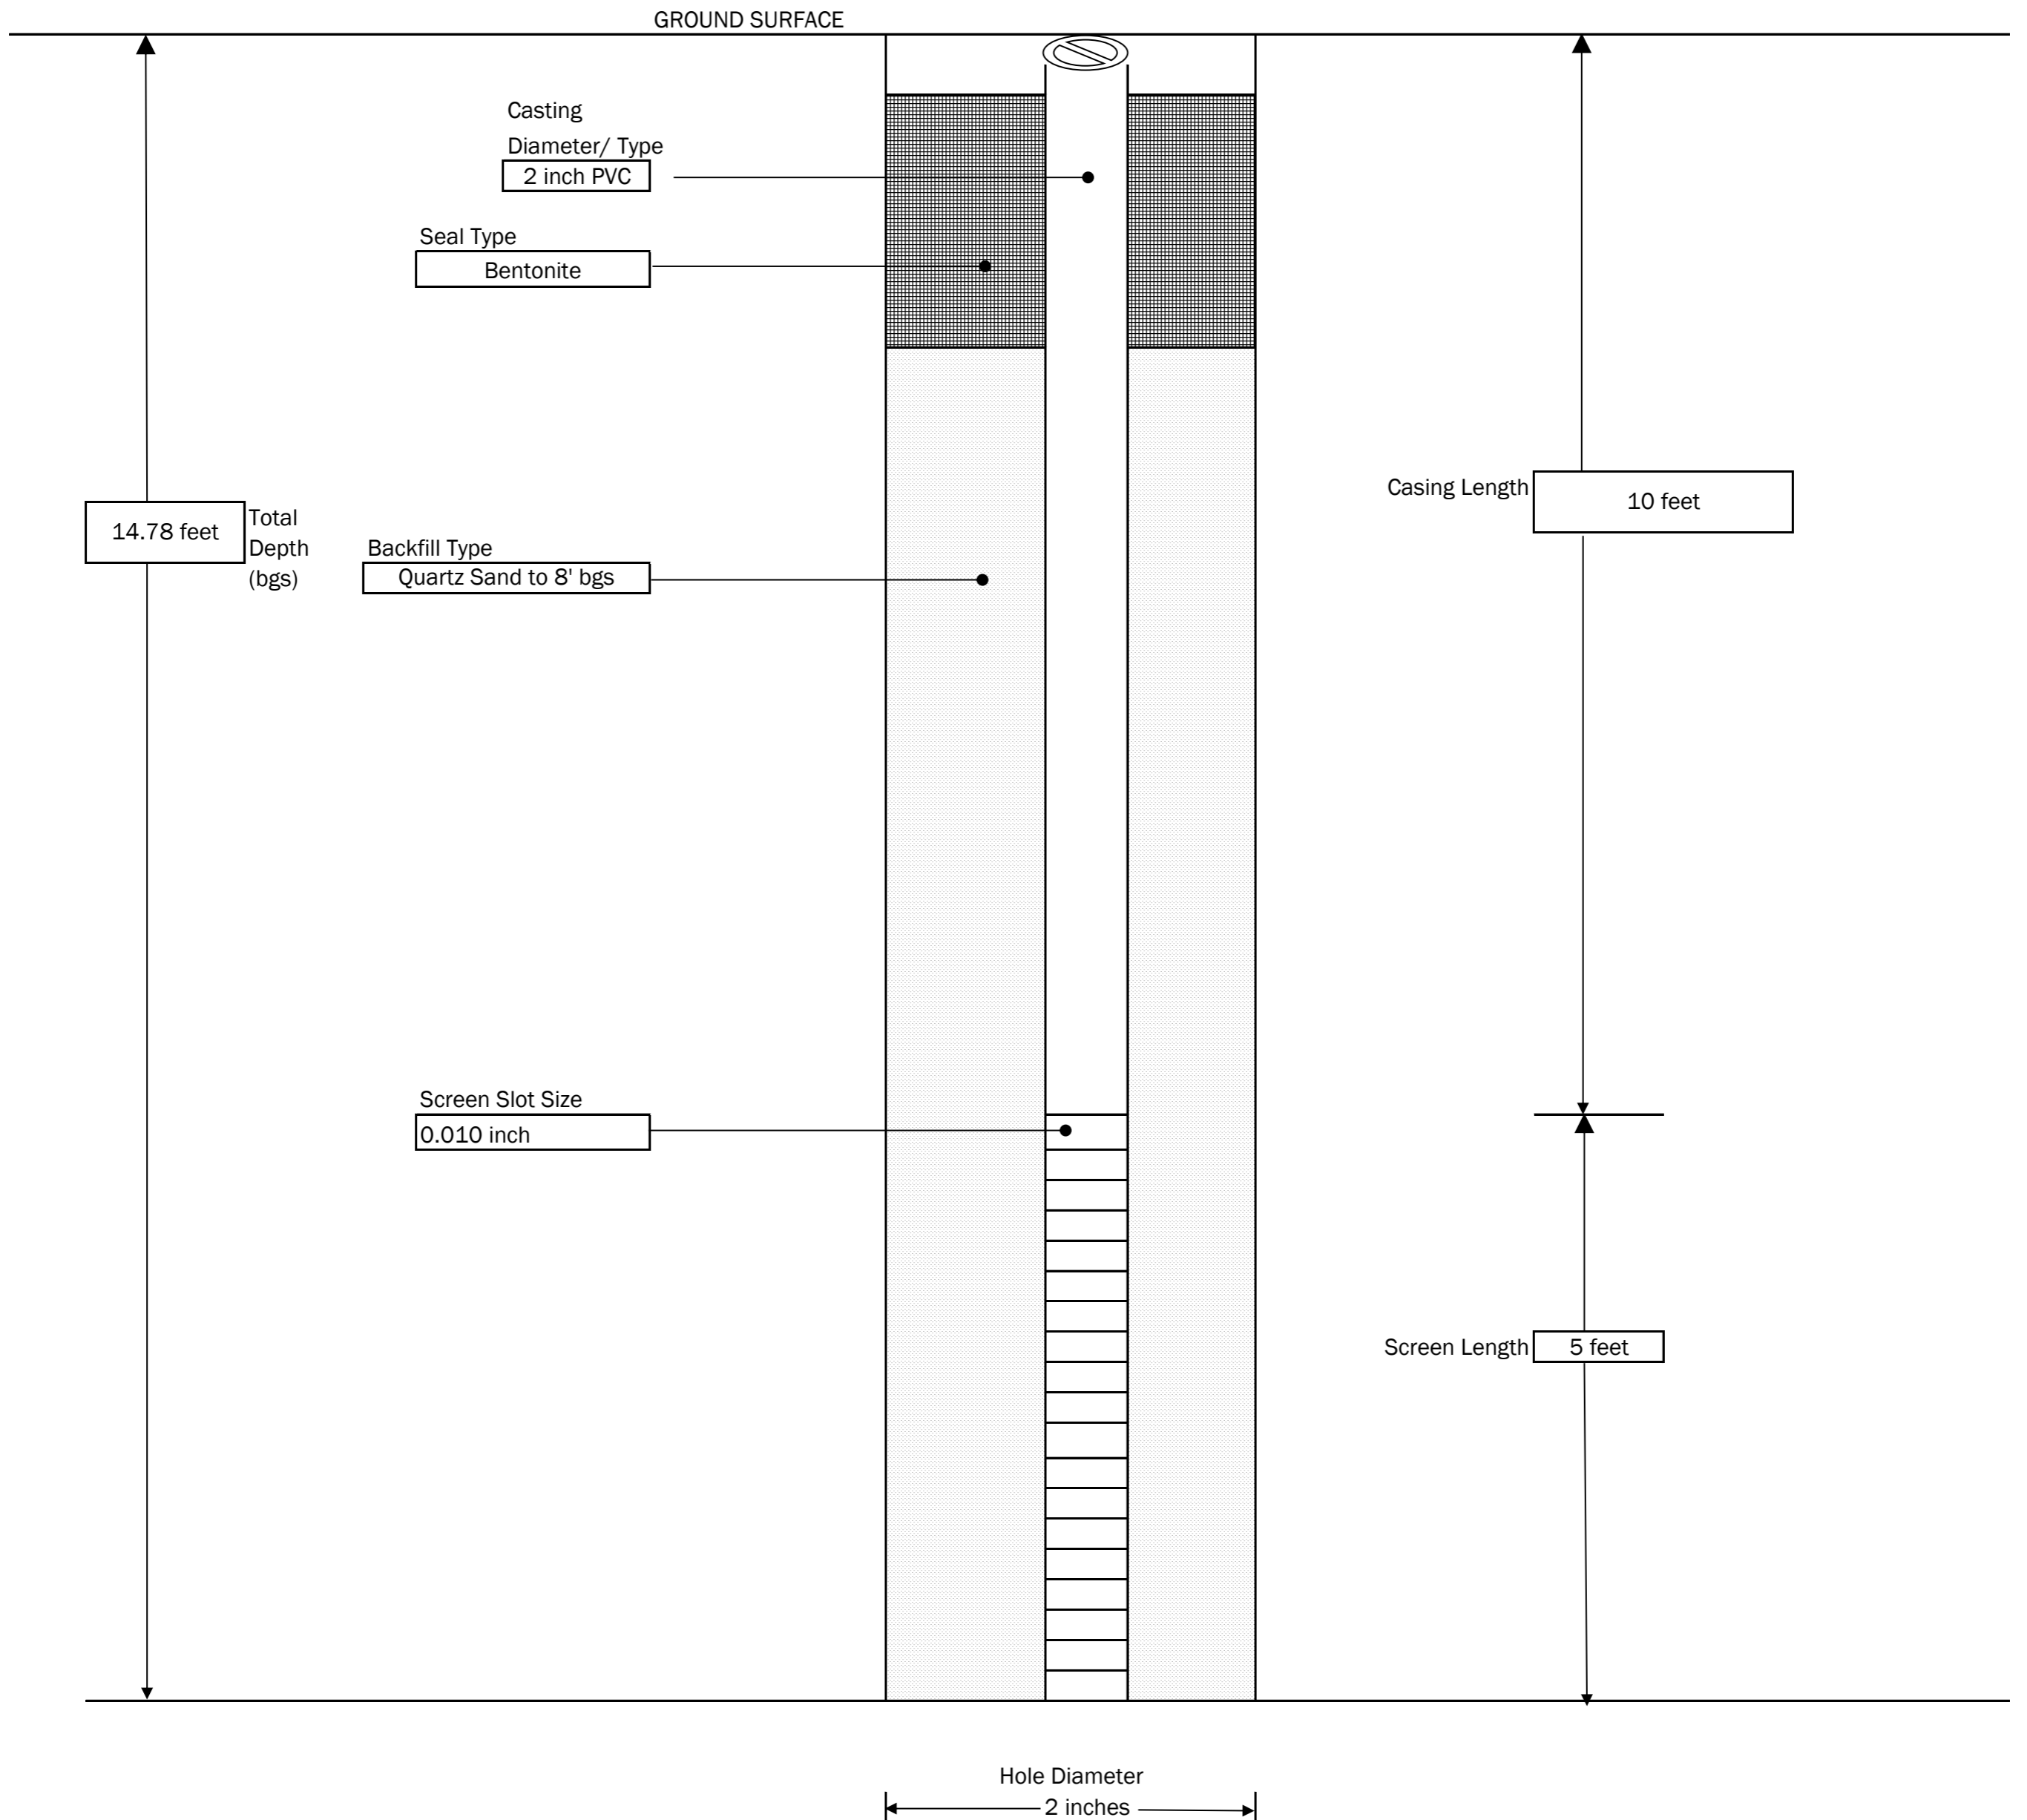 GROUND SURFACE
Casting
Diameter/ Type
2 inch PVC
Seal Type
Bentonite
Casing Length
10 feet
14.78 feet
Total
Depth
(bgs)
Backfill Type
Quartz Sand to 8' bgs
Screen Slot Size
0.010 inch
Screen Length
5 feet
Hole Diameter
2 inches